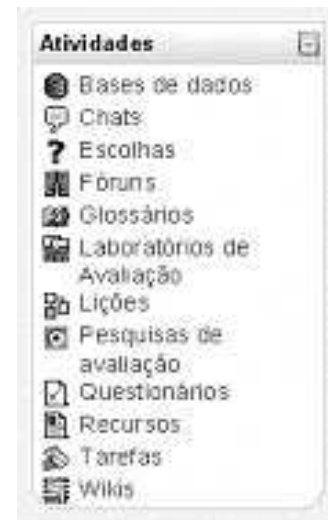 Atividades
Bases de dados
Chats
Escolhas
Fóruns
Glossários
Laboratórios de
Avaliação
Lições
Pesquisas de
avaliação
Questionários
Recursos
Tarefas
Wikis